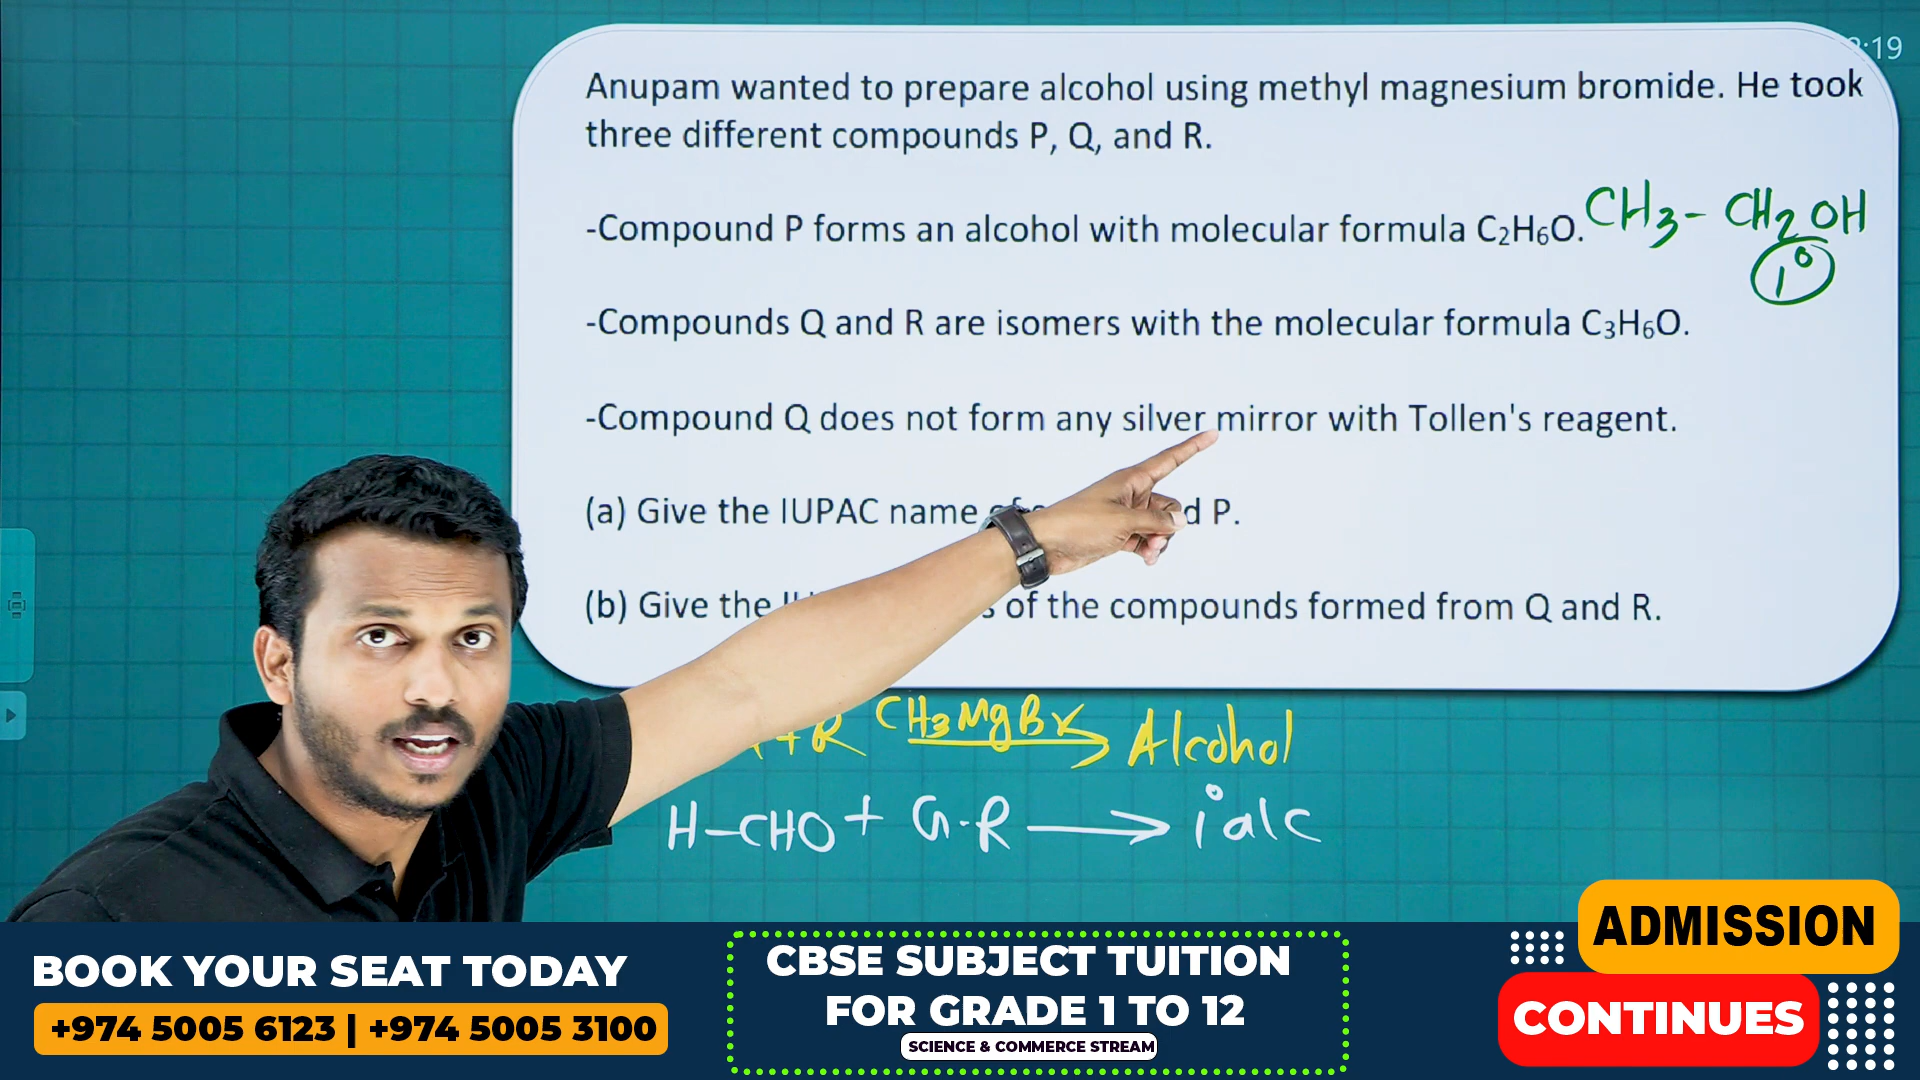 :19
Anupam wanted to prepare alcohol using methyl magnesium bromide. He took
three different compounds P, Q, and R.
-Compound P forms an alcohol with molecular formula C₂H₆O. CH₃- CH₂OH
1°
-Compounds Q and R are isomers with the molecular formula C₃H₆O.
-Compound Q does not form any silver mirror with Tollen's reagent.
(a) Give the IUPAC name P.
(b) Give the of the compounds formed from Q and R.
+R CH₃MgBr Alcohol
H-CHO + G-R → 1° alc
BOOK YOUR SEAT TODAY
+974 5005 6123 | +974 5005 3100
CBSE SUBJECT TUITION
FOR GRADE 1 TO 12
SCIENCE & COMMERCE STREAM
ADMISSION
CONTINUES